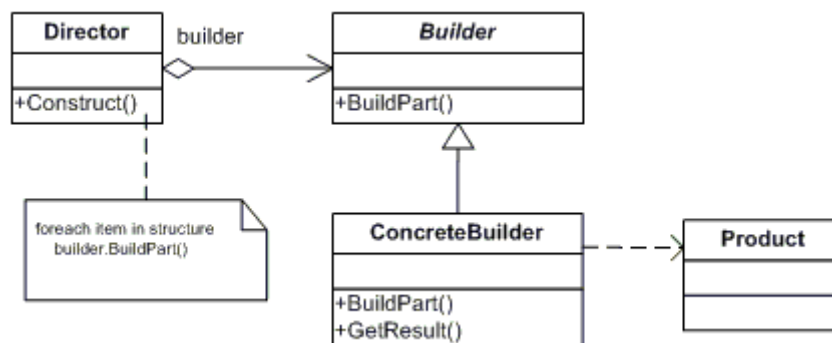 Director
builder
Builder
+Construct()
+BuildPart()
foreach item in structure
builder.BuildPart()
ConcreteBuilder
Product
+BuildPart()
+GetResult()